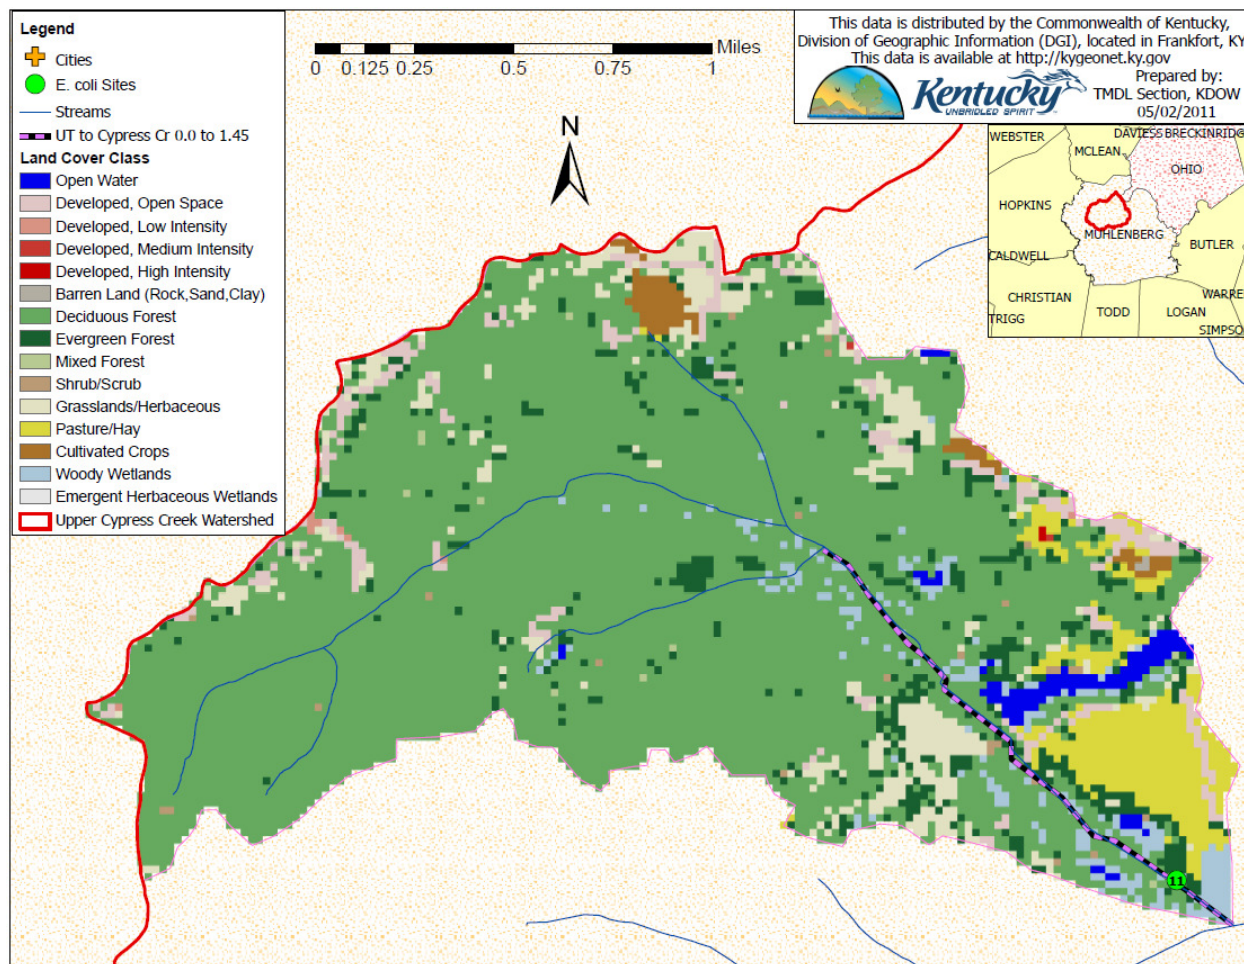 Legend
Cities
E. coli Sites
Streams
UT to Cypress Cr 0.0 to 1.45
Land Cover Class
Open Water
Developed, Open Space
Developed, Low Intensity
Developed, Medium Intensity
Developed, High Intensity
Barren Land (Rock,Sand,Clay)
Deciduous Forest
Evergreen Forest
Mixed Forest
Shrub/Scrub
Grasslands/Herbaceous
Pasture/Hay
Cultivated Crops
Woody Wetlands
Emergent Herbaceous Wetlands
Upper Cypress Creek Watershed
Miles
0 0.125 0.25 0.5 0.75 1
N
This data is distributed by the Commonwealth of Kentucky,
Division of Geographic Information (DGI), located in Frankfort, KY
This data is available at http://kygeonet.ky.gov
Kentucky
UNBRIDLED SPIRIT
Prepared by:
TMDL Section, KDOW
05/02/2011
WEBSTER
DAVIESS
BRECKINRIDG
MCLEAN
OHIO
HOPKINS
MUHLENBERG
BUTLER
CALDWELL
CHRISTIAN
WARRE
TRIGG
TODD
LOGAN
SIMPSO
11